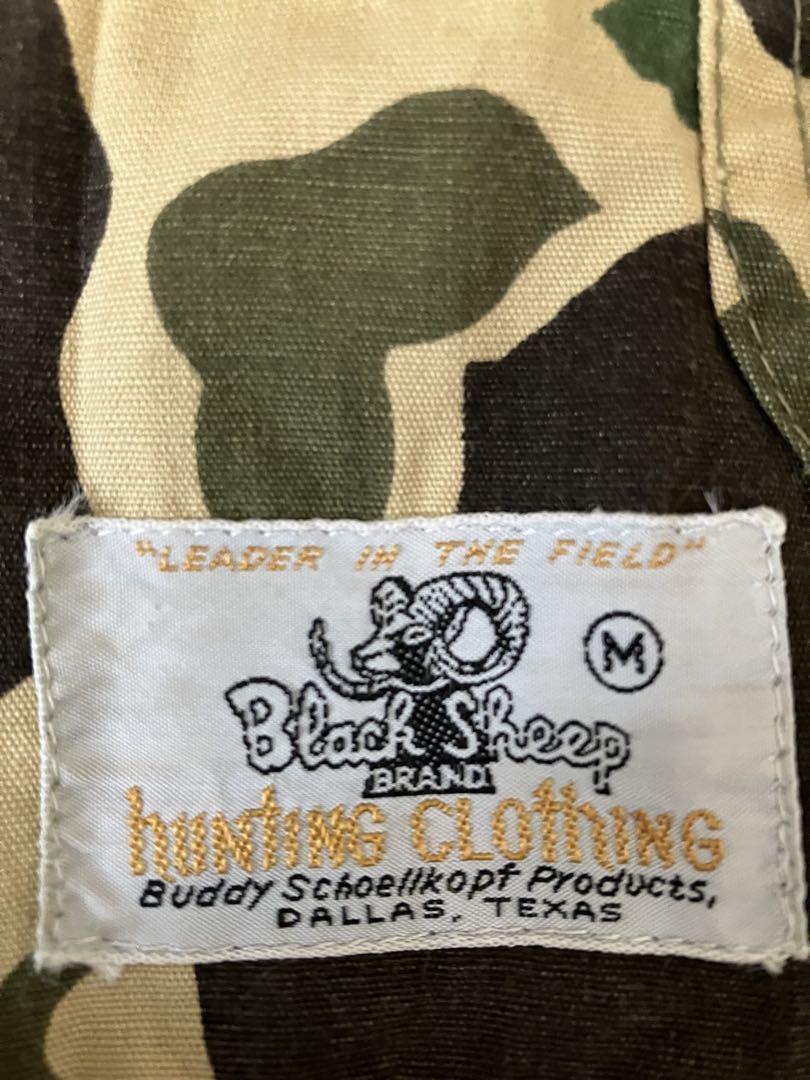 "LEADER IN THE FIELD"
M
Black Sheep
BRAND
hunting CLOthING
Buddy Schoellkopf Products,
DALLAS, TEXAS